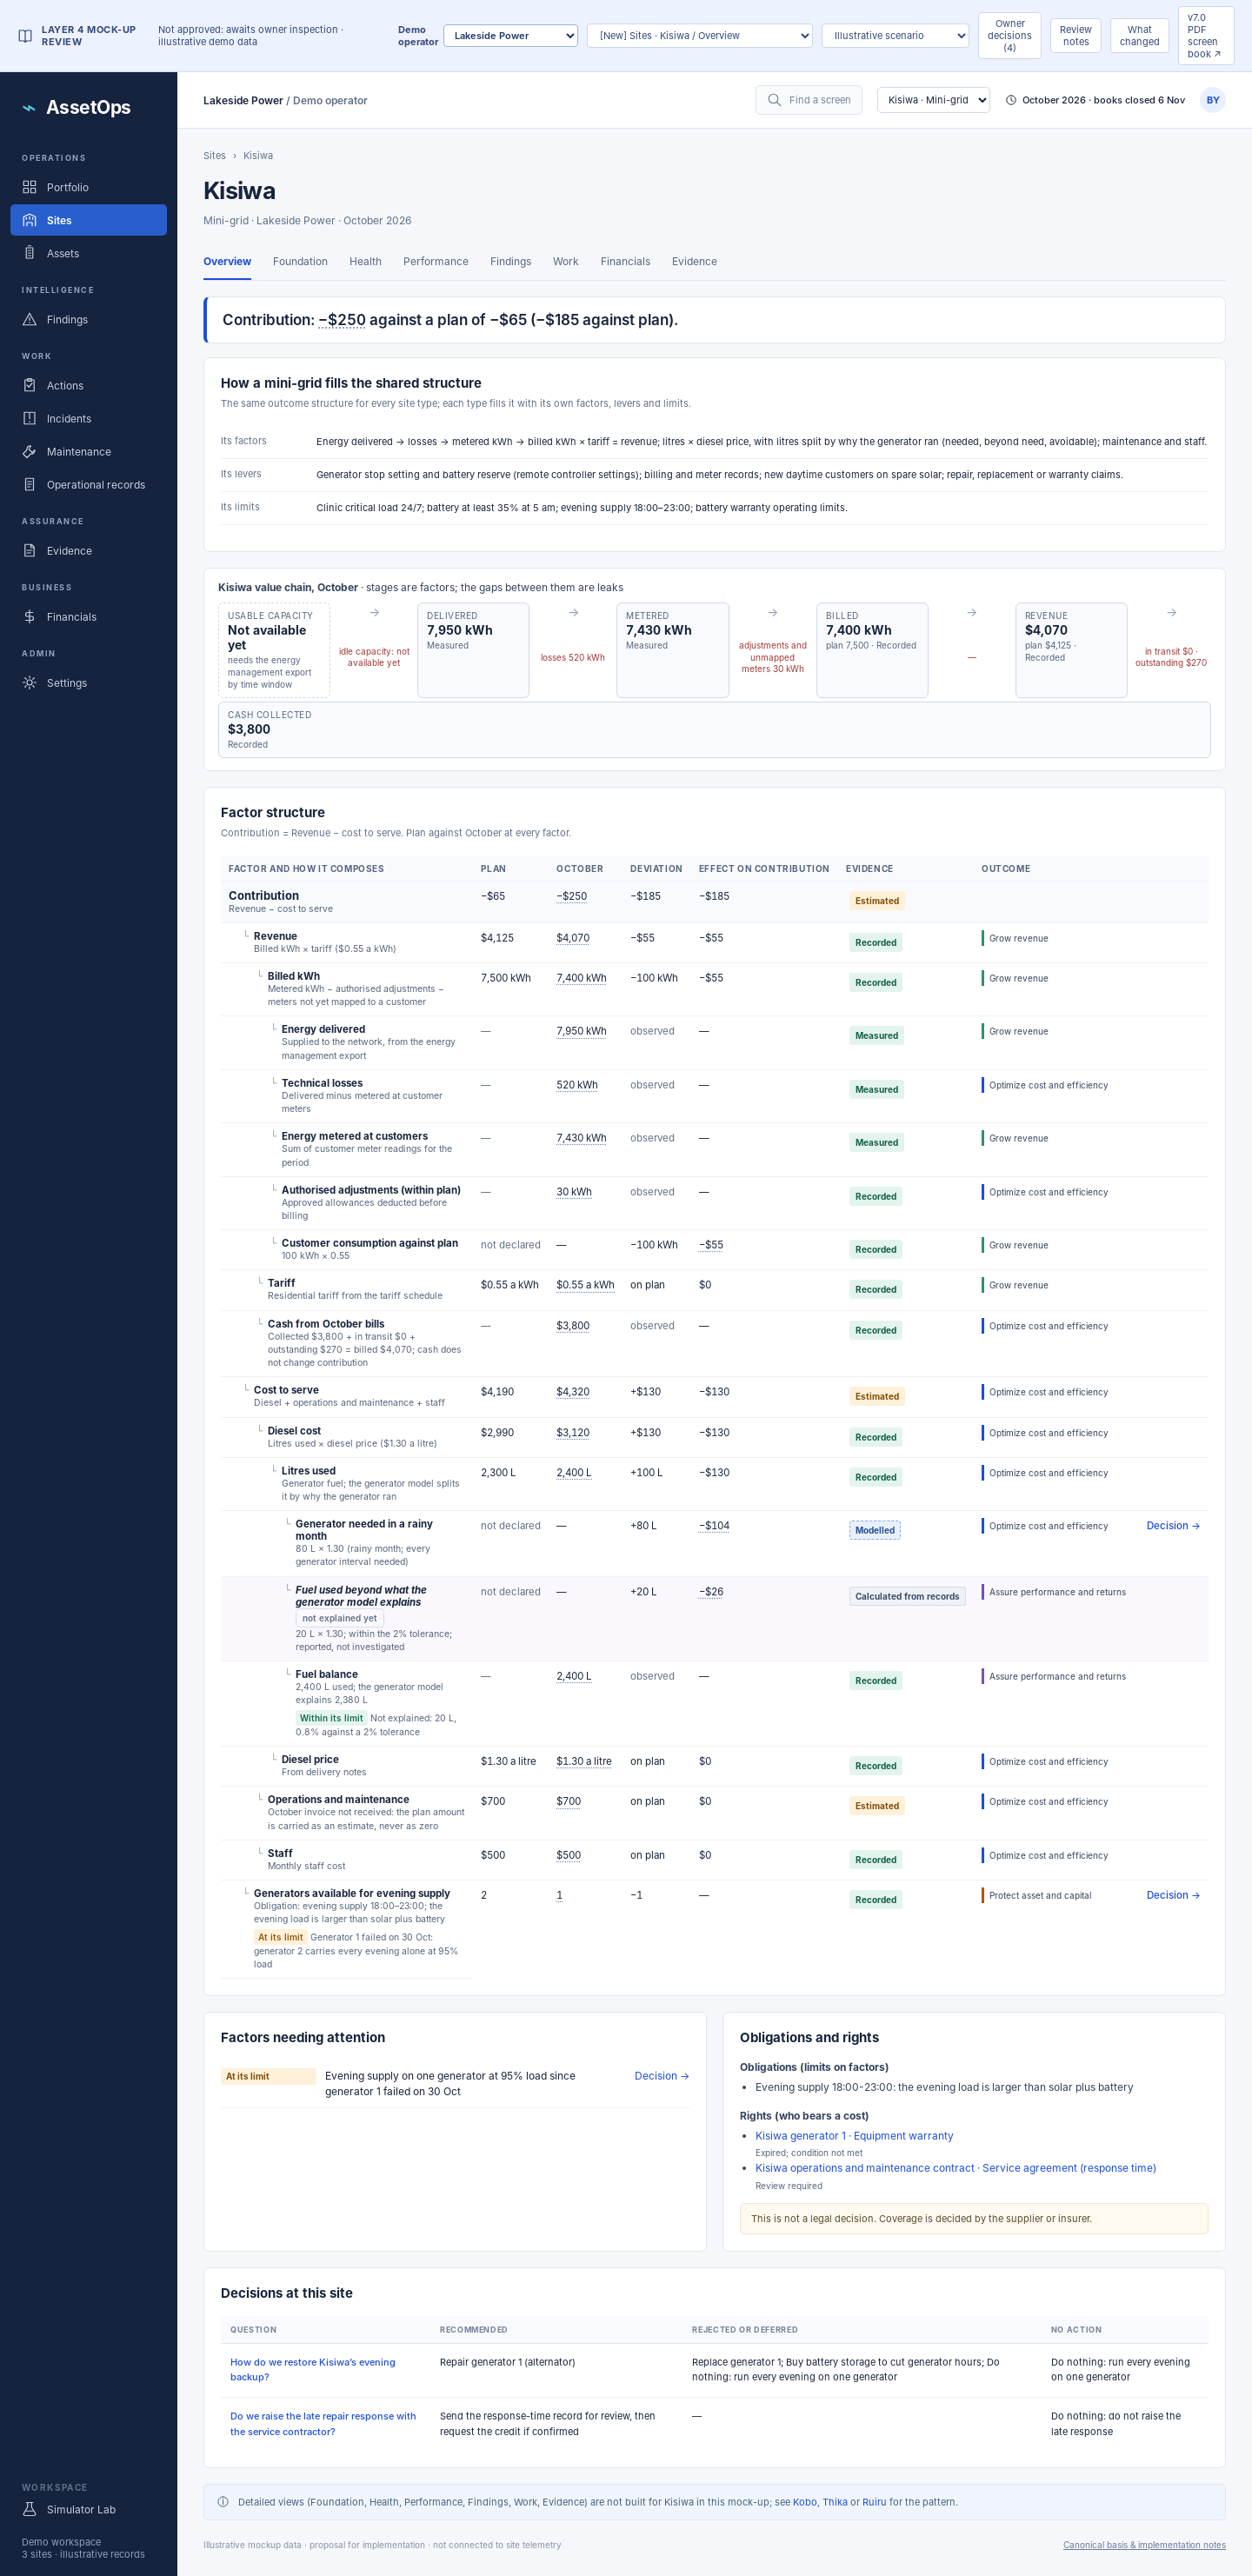 LAYER 4 MOCK-UP
REVIEW
Not approved: awaits owner inspection ·
illustrative demo data
Demo
operator
Lakeside Power
[New] Sites · Kisiwa / Overview
Illustrative scenario
Owner
decisions
(4)
Review
notes
What
changed
v7.0
PDF
screen
book ↗
AssetOps
Lakeside Power / Demo operator
Find a screen
Kisiwa · Mini-grid
October 2026 · books closed 6 Nov
BY
OPERATIONS
Portfolio
Sites
Assets
INTELLIGENCE
Findings
WORK
Actions
Incidents
Maintenance
Operational records
ASSURANCE
Evidence
BUSINESS
Financials
ADMIN
Settings
WORKSPACE
Simulator Lab
Demo workspace
3 sites · illustrative records
Sites › Kisiwa
Kisiwa
Mini-grid · Lakeside Power · October 2026
Overview Foundation Health Performance Findings Work Financials Evidence
Contribution: −$250 against a plan of −$65 (−$185 against plan).
How a mini-grid fills the shared structure
The same outcome structure for every site type; each type fills it with its own factors, levers and limits.
Its factors Energy delivered → losses → metered kWh → billed kWh × tariff = revenue; litres × diesel price, with litres split by why the generator ran (needed, beyond need, avoidable); maintenance and staff.
Its levers Generator stop setting and battery reserve (remote controller settings); billing and meter records; new daytime customers on spare solar; repair, replacement or warranty claims.
Its limits Clinic critical load 24/7; battery at least 35% at 5 am; evening supply 18:00–23:00; battery warranty operating limits.
Kisiwa value chain, October · stages are factors; the gaps between them are leaks
USABLE CAPACITY
Not available
yet
needs the energy
management export
by time window
→
idle capacity: not
available yet
DELIVERED
7,950 kWh
Measured
→
losses 520 kWh
METERED
7,430 kWh
Measured
→
adjustments and
unmapped
meters 30 kWh
BILLED
7,400 kWh
plan 7,500 · Recorded
→
—
REVENUE
$4,070
plan $4,125 ·
Recorded
→
in transit $0 ·
outstanding $270
CASH COLLECTED
$3,800
Recorded
Factor structure
Contribution = Revenue − cost to serve. Plan against October at every factor.
FACTOR AND HOW IT COMPOSES PLAN OCTOBER DEVIATION EFFECT ON CONTRIBUTION EVIDENCE OUTCOME
Contribution −$65 −$250 −$185 −$185 Estimated
Revenue − cost to serve
└ Revenue $4,125 $4,070 −$55 −$55 Recorded Grow revenue
Billed kWh × tariff ($0.55 a kWh)
└ Billed kWh 7,500 kWh 7,400 kWh −100 kWh −$55 Recorded Grow revenue
Metered kWh − authorised adjustments −
meters not yet mapped to a customer
└ Energy delivered — 7,950 kWh observed — Measured Grow revenue
Supplied to the network, from the energy
management export
└ Technical losses — 520 kWh observed — Measured Optimize cost and efficiency
Delivered minus metered at customer
meters
└ Energy metered at customers — 7,430 kWh observed — Measured Grow revenue
Sum of customer meter readings for the
period
└ Authorised adjustments (within plan) — 30 kWh observed — Recorded Optimize cost and efficiency
Approved allowances deducted before
billing
└ Customer consumption against plan not declared — −100 kWh −$55 Recorded Grow revenue
100 kWh × 0.55
└ Tariff $0.55 a kWh $0.55 a kWh on plan $0 Recorded Grow revenue
Residential tariff from the tariff schedule
└ Cash from October bills — $3,800 observed — Recorded Optimize cost and efficiency
Collected $3,800 + in transit $0 +
outstanding $270 = billed $4,070; cash does
not change contribution
└ Cost to serve $4,190 $4,320 +$130 −$130 Estimated Optimize cost and efficiency
Diesel + operations and maintenance + staff
└ Diesel cost $2,990 $3,120 +$130 −$130 Recorded Optimize cost and efficiency
Litres used × diesel price ($1.30 a litre)
└ Litres used 2,300 L 2,400 L +100 L −$130 Recorded Optimize cost and efficiency
Generator fuel; the generator model splits
it by why the generator ran
└ Generator needed in a rainy not declared — +80 L −$104 Modelled Optimize cost and efficiency Decision →
month
80 L × 1.30 (rainy month; every
generator interval needed)
└ Fuel used beyond what the not declared — +20 L −$26 Calculated from records Assure performance and returns
generator model explains
not explained yet
20 L × 1.30; within the 2% tolerance;
reported, not investigated
└ Fuel balance — 2,400 L observed — Recorded Assure performance and returns
2,400 L used; the generator model
explains 2,380 L
Within its limit Not explained: 20 L,
0.8% against a 2% tolerance
└ Diesel price $1.30 a litre $1.30 a litre on plan $0 Recorded Optimize cost and efficiency
From delivery notes
└ Operations and maintenance $700 $700 on plan $0 Estimated Optimize cost and efficiency
October invoice not received: the plan amount
is carried as an estimate, never as zero
└ Staff $500 $500 on plan $0 Recorded Optimize cost and efficiency
Monthly staff cost
└ Generators available for evening supply 2 1 −1 — Recorded Protect asset and capital Decision →
Obligation: evening supply 18:00–23:00; the
evening load is larger than solar plus battery
At its limit Generator 1 failed on 30 Oct:
generator 2 carries every evening alone at 95%
load
Factors needing attention
At its limit Evening supply on one generator at 95% load since Decision →
generator 1 failed on 30 Oct
Obligations and rights
Obligations (limits on factors)
• Evening supply 18:00-23:00: the evening load is larger than solar plus battery
Rights (who bears a cost)
• Kisiwa generator 1 · Equipment warranty
Expired; condition not met
• Kisiwa operations and maintenance contract · Service agreement (response time)
Review required
This is not a legal decision. Coverage is decided by the supplier or insurer.
Decisions at this site
QUESTION RECOMMENDED REJECTED OR DEFERRED NO ACTION
How do we restore Kisiwa's evening Repair generator 1 (alternator) Replace generator 1; Buy battery storage to cut generator hours; Do Do nothing: run every evening
backup? nothing: run every evening on one generator on one generator
Do we raise the late repair response with Send the response-time record for review, then — Do nothing: do not raise the
the service contractor? request the credit if confirmed late response
Detailed views (Foundation, Health, Performance, Findings, Work, Evidence) are not built for Kisiwa in this mock-up; see Kobo, Thika or Ruiru for the pattern.
Illustrative mockup data · proposal for implementation · not connected to site telemetry
Canonical basis & implementation notes